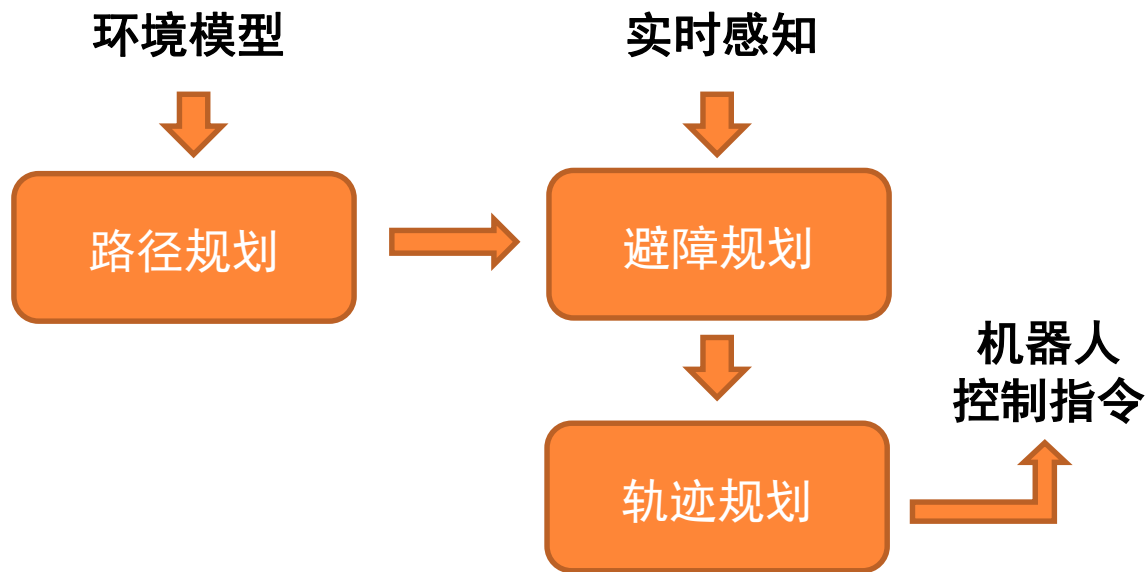 环境模型
实时感知
路径规划
避障规划
机器人
控制指令
轨迹规划